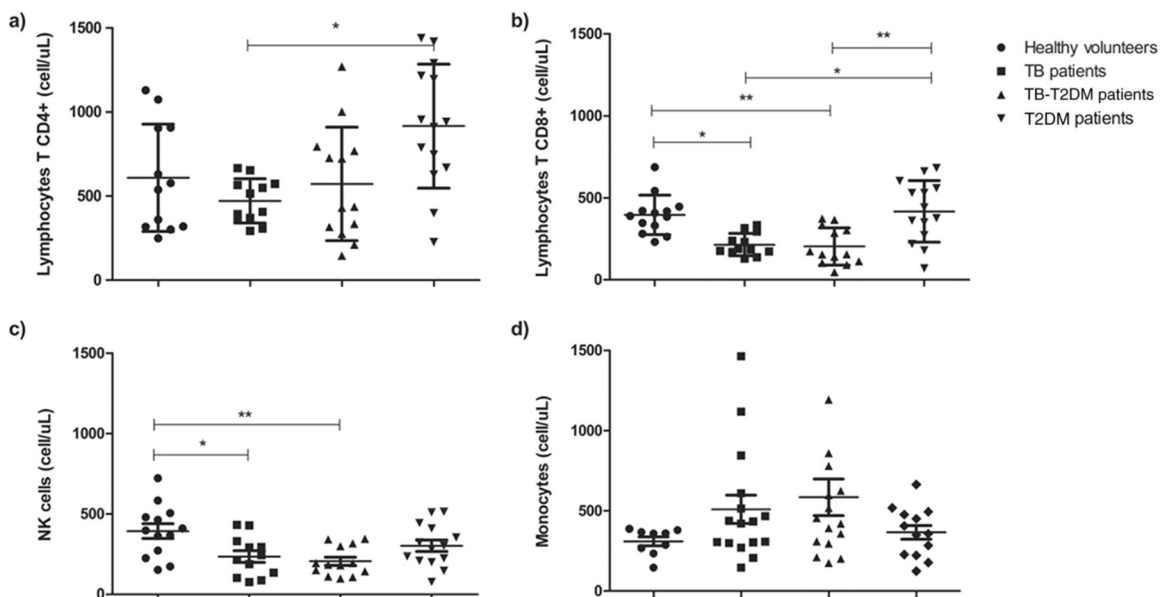 a)
Lymphocytes T CD4+ (cell/uL)
1500
1000
500
0
*
b)
Lymphocytes T CD8+ (cell/uL)
1500
1000
500
0
**
*
**
*
Healthy volunteers
TB patients
TB-T2DM patients
T2DM patients
c)
NK cells (cell/uL)
1500
1000
500
0
**
*
d)
Monocytes (cell/uL)
1500
1000
500
0